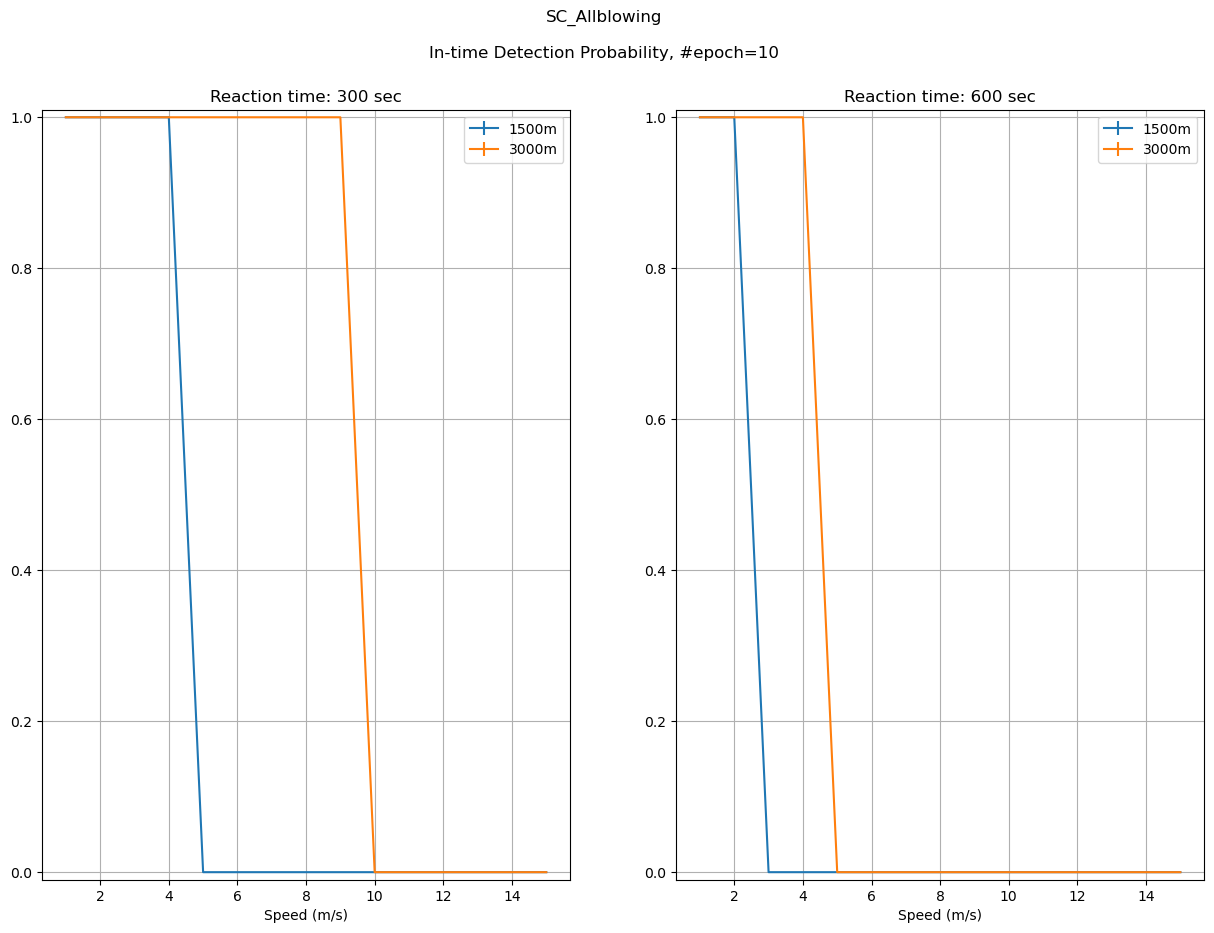 SC_Allblowing
In-time Detection Probability, #epoch=10
Reaction time: 300 sec
1.0
0.8
0.6
0.4
0.2
0.0
2 4 6 8 10 12 14
Speed (m/s)
1500m
3000m
Reaction time: 600 sec
1.0
0.8
0.6
0.4
0.2
0.0
2 4 6 8 10 12 14
Speed (m/s)
1500m
3000m